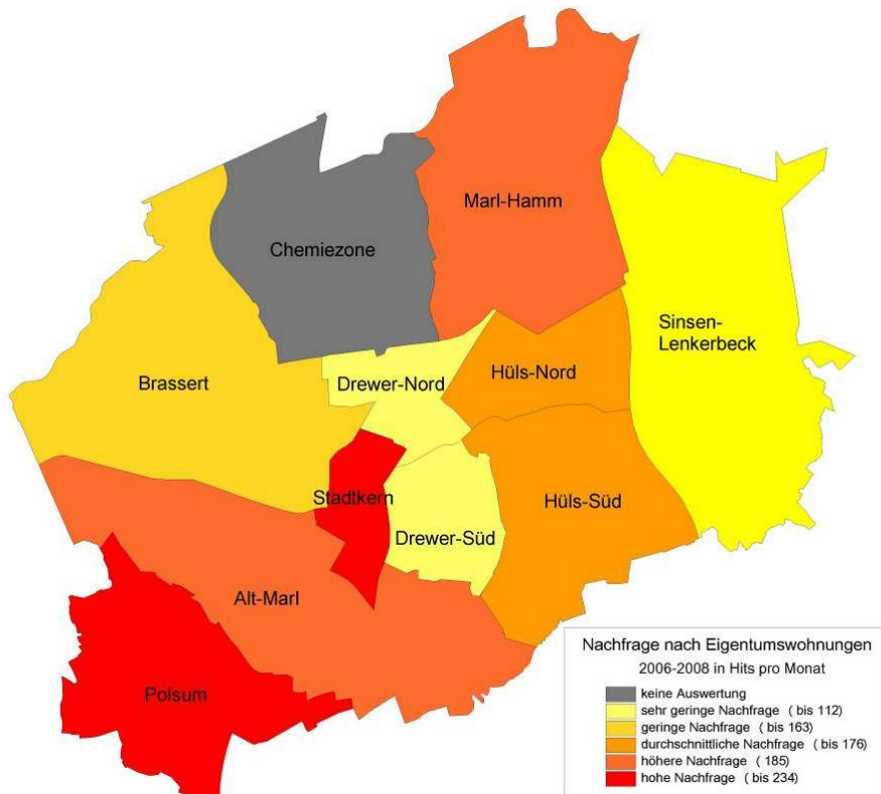 Marl-Hamm
Chemiezone
Sinsen-
Lenkerbeck
Hüls-Nord
Drewer-Nord
Brassert
Stadtkern
Hüls-Süd
Drewer-Süd
Alt-Marl
Polsum
Nachfrage nach Eigentumswohnungen
2006-2008 in Hits pro Monat
keine Auswertung
sehr geringe Nachfrage ( bis 112)
geringe Nachfrage ( bis 163)
durchschnittliche Nachfrage ( bis 176)
höhere Nachfrage ( 185)
hohe Nachfrage ( bis 234)